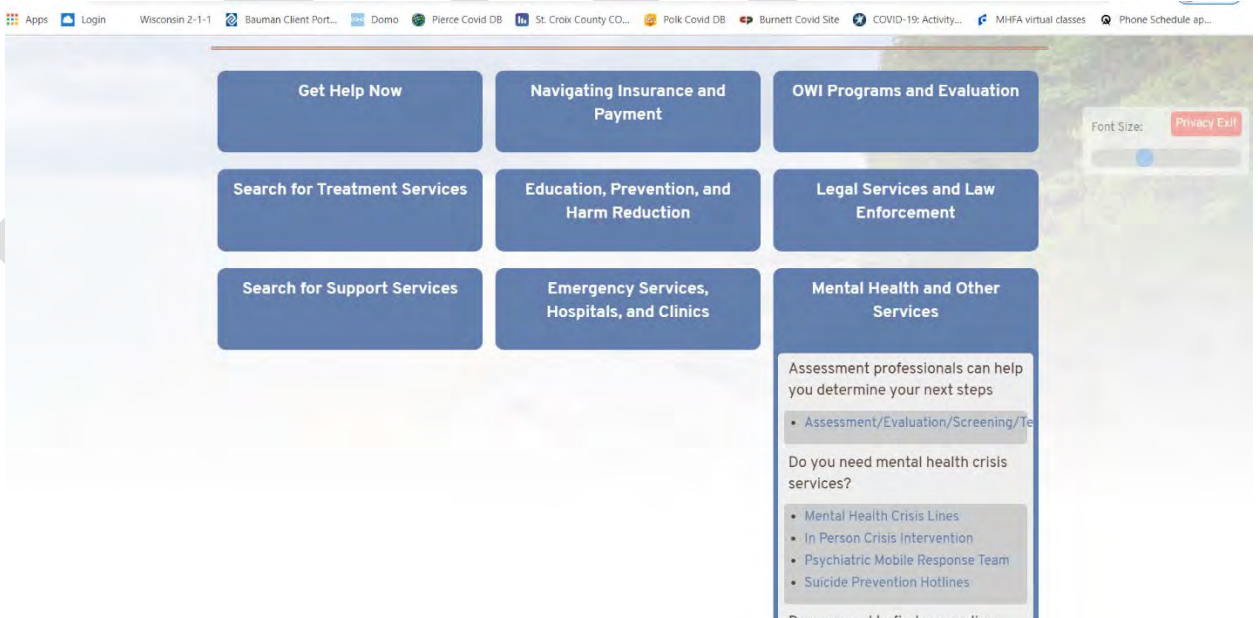 Apps Login Wisconsin 2-1-1 Bauman Client Port... Domo Pierce Covid DB St. Croix County CO... Polk Covid DB Burnett Covid Site COVID-19: Activity... MHFA virtual classes Phone Schedule ap...
Get Help Now
Navigating Insurance and
Payment
OWI Programs and Evaluation
Font Size:
Privacy Exit
Search for Treatment Services
Education, Prevention, and
Harm Reduction
Legal Services and Law
Enforcement
Search for Support Services
Emergency Services,
Hospitals, and Clinics
Mental Health and Other
Services
Assessment professionals can help
you determine your next steps
• Assessment/Evaluation/Screening/Te
Do you need mental health crisis
services?
• Mental Health Crisis Lines
• In Person Crisis Intervention
• Psychiatric Mobile Response Team
• Suicide Prevention Hotlines